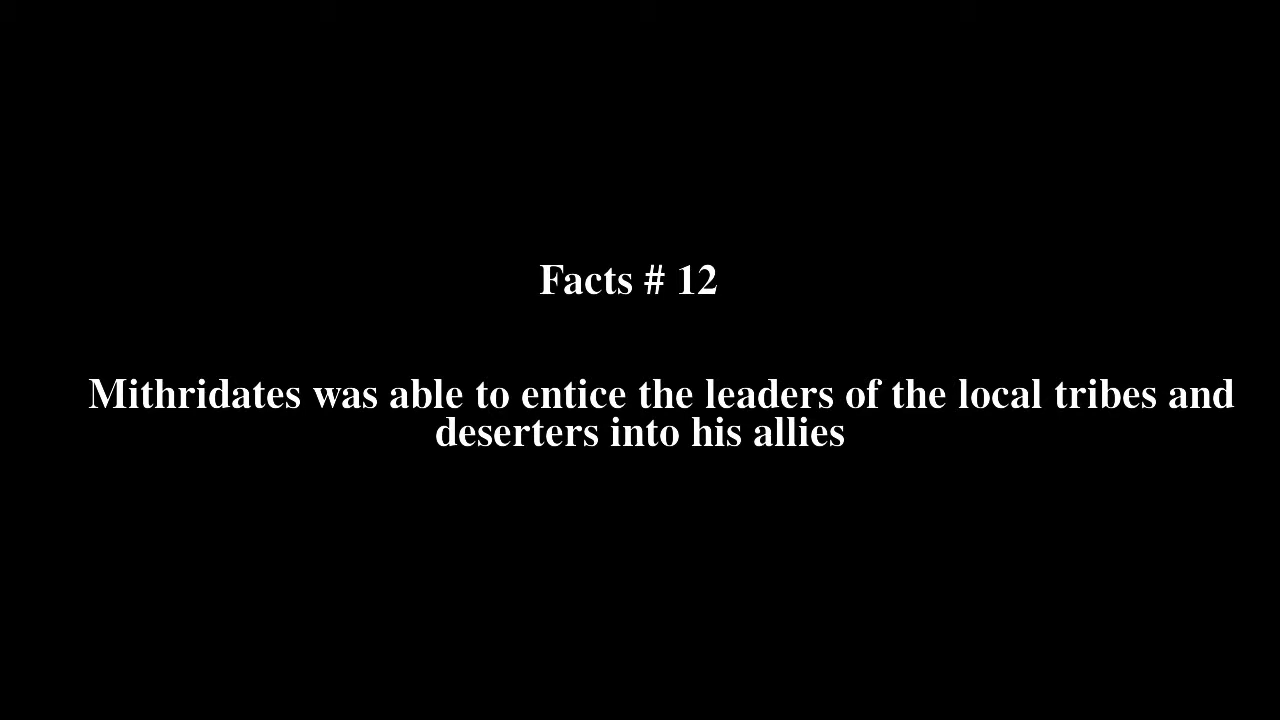 Facts # 12
Mithridates was able to entice the leaders of the local tribes and
deserters into his allies